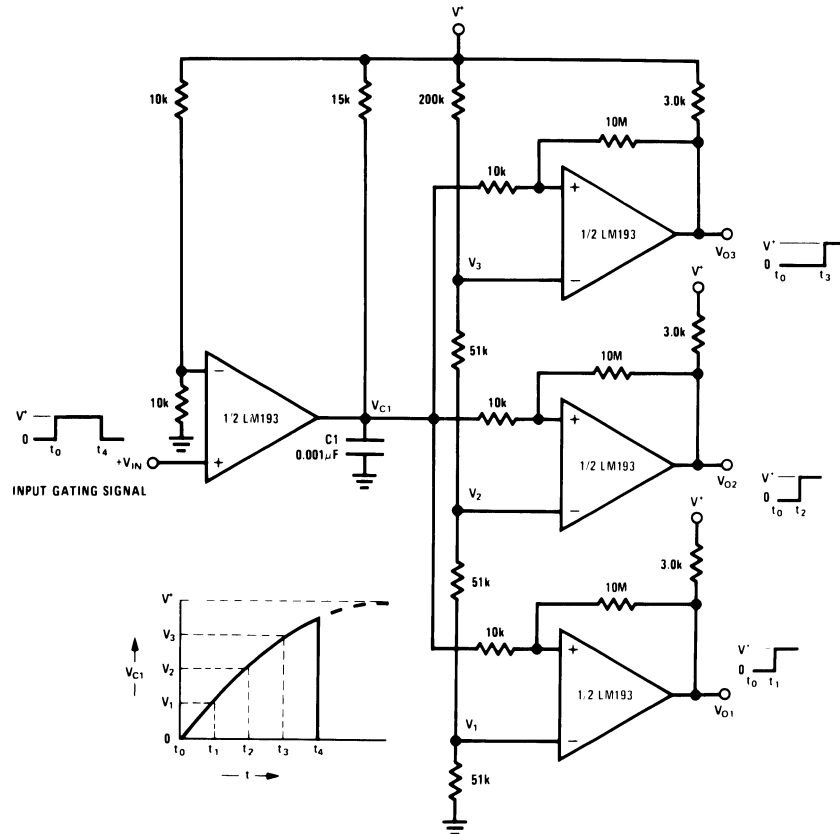 V+
10k
15k
200k
3.0k
10M
10k
+
1/2 LM193
−
VO3
V+
0
t0 t3
V3
51k
V+
3.0k
10M
10k
−
10k
1/2 LM193
+
VC1
+
1/2 LM193
−
VO2
V+
0
t0 t2
C1
0.001μF
V+
0
t0 t4
+VIN
INPUT GATING SIGNAL
V2
51k
V+
3.0k
10M
10k
+
1/2 LM193
−
VO1
V+
0
t0 t1
V1
51k
V+
V3
VC1
V2
V1
0
t0 t1 t2 t3 t4
t